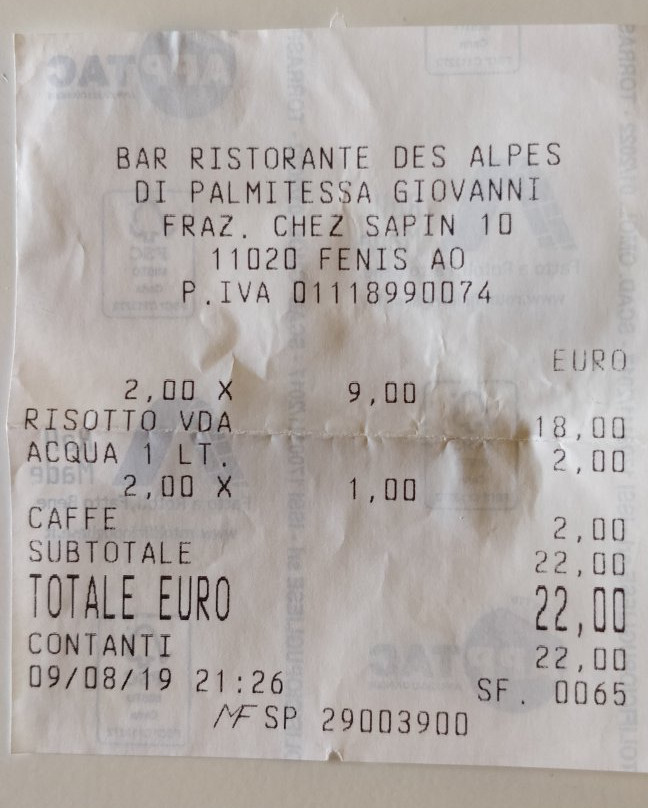 BAR RISTORANTE DES ALPES
DI PALMITESSA GIOVANNI
FRAZ. CHEZ SAPIN 10
11020 FENIS AO
P.IVA 01118990074
EURO
2,00 X 9,00
RISOTTO VDA 18,00
ACQUA 1 LT. 2,00
2,00 X 1,00
CAFFE 2,00
SUBTOTALE 22,00
TOTALE EURO 22,00
CONTANTI 22,00
09/08/19 21:26 SF. 0065
MF SP 29003900